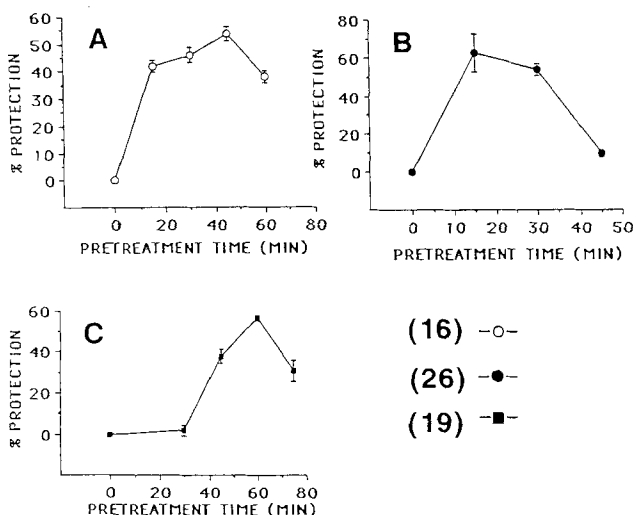 A
% PROTECTION
60
50
40
30
20
10
0
0 20 40 60 80
PRETREATMENT TIME (MIN)
B
% PROTECTION
80
60
40
20
0
0 10 20 30 40 50
PRETREATMENT TIME (MIN)
C
% PROTECTION
60
40
20
0
0 20 40 60 80
PRETREATMENT TIME (MIN)
(16)
(26)
(19)